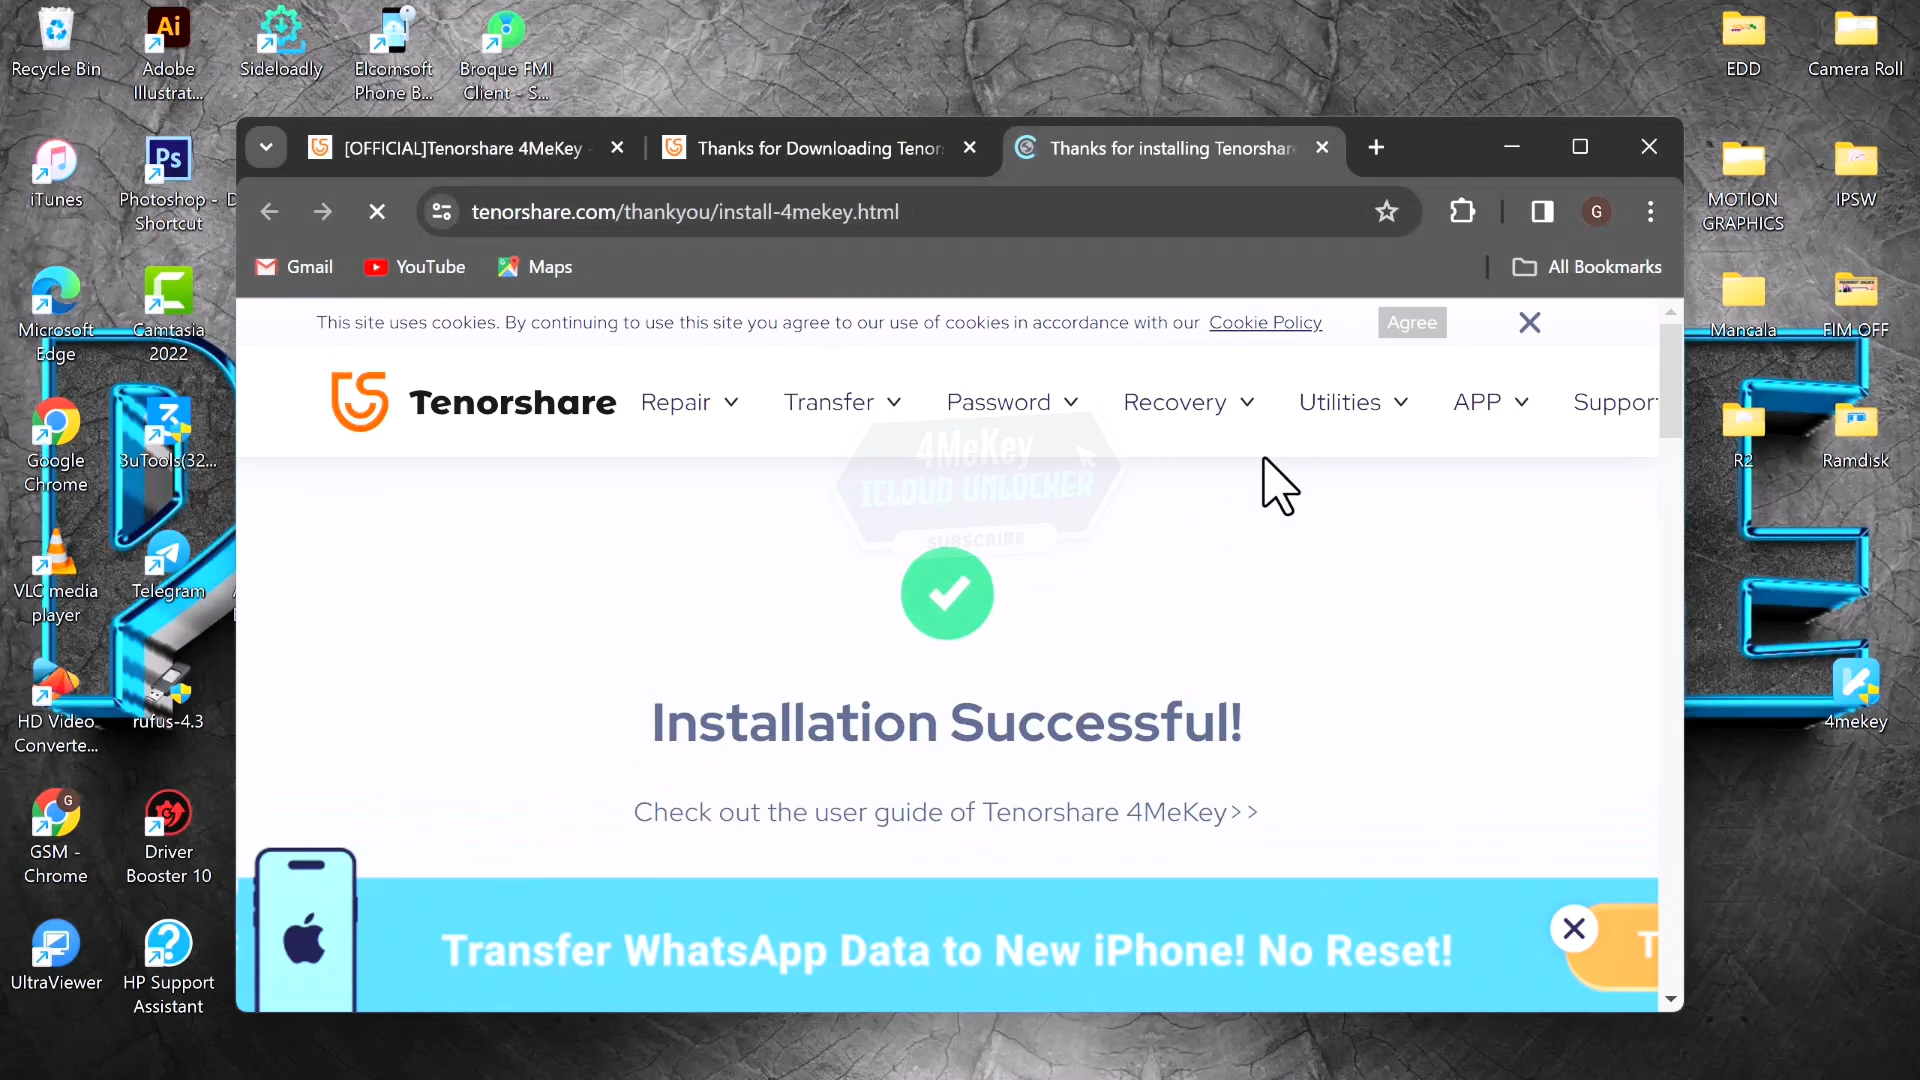 Recycle Bin
Adobe
Illustrat...
Ai
Sideloadly
Elcomsoft
Phone B...
Broque FMI
Client - S...
EDD
Camera Roll
iTunes
Ps
Photoshop -
Shortcut
D
MOTION
GRAPHICS
IPSW
Microsoft
Edge
Camtasia
2022
Mancala
FIM OFF
Google
Chrome
3uTools(32...
R2
Ramdisk
VLC media
player
Telegram
HD Video
Converte...
rufus-4.3
4mekey
G
GSM -
Chrome
Driver
Booster 10
UltraViewer
HP Support
Assistant
[OFFICIAL]Tenorshare 4MeKey -
Thanks for Downloading Tenor
Thanks for installing Tenorshare
tenorshare.com/thankyou/install-4mekey.html
G
Gmail
YouTube
Maps
All Bookmarks
This site uses cookies. By continuing to use this site you agree to our use of cookies in accordance with our Cookie Policy
Agree
Tenorshare
Repair
Transfer
Password
Recovery
Utilities
APP
Suppor
4MeKey
ICLOUD UNLOCKER
SUBSCRIBE
Installation Successful!
Check out the user guide of Tenorshare 4MeKey>>
Transfer WhatsApp Data to New iPhone! No Reset!
T